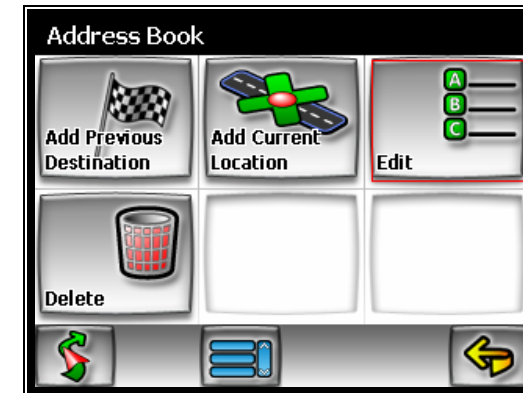 Address Book
Add Previous
Destination
Add Current
Location
A
B
C
Edit
Delete